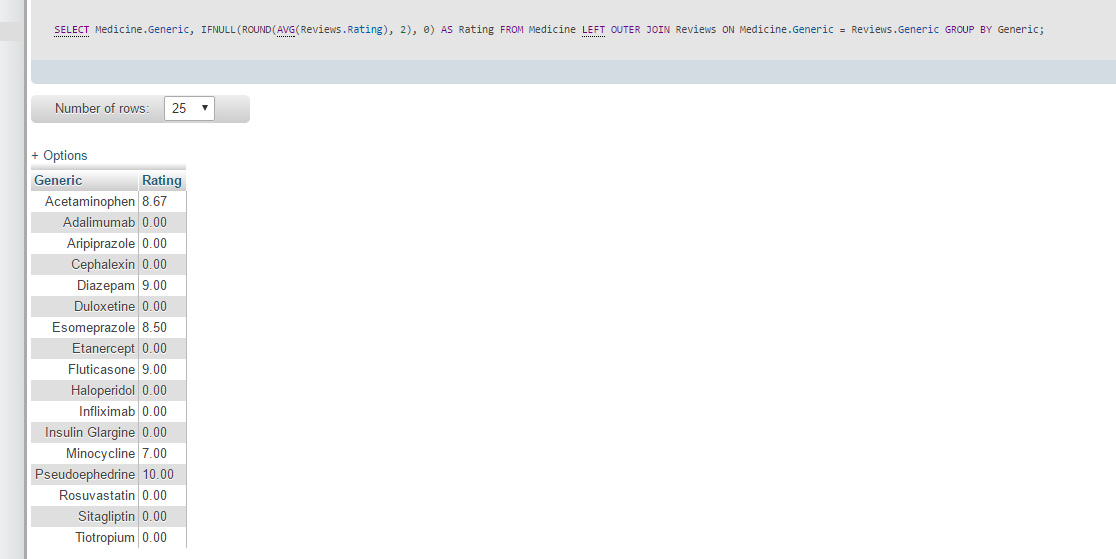 SELECT Medicine.Generic, IFNULL(ROUND(AVG(Reviews.Rating), 2), 0) AS Rating FROM Medicine LEFT OUTER JOIN Reviews ON Medicine.Generic = Reviews.Generic GROUP BY Generic;
Number of rows: 25
+ Options
Generic Rating
Acetaminophen 8.67
Adalimumab 0.00
Aripiprazole 0.00
Cephalexin 0.00
Diazepam 9.00
Duloxetine 0.00
Esomeprazole 8.50
Etanercept 0.00
Fluticasone 9.00
Haloperidol 0.00
Infliximab 0.00
Insulin Glargine 0.00
Minocycline 7.00
Pseudoephedrine 10.00
Rosuvastatin 0.00
Sitagliptin 0.00
Tiotropium 0.00